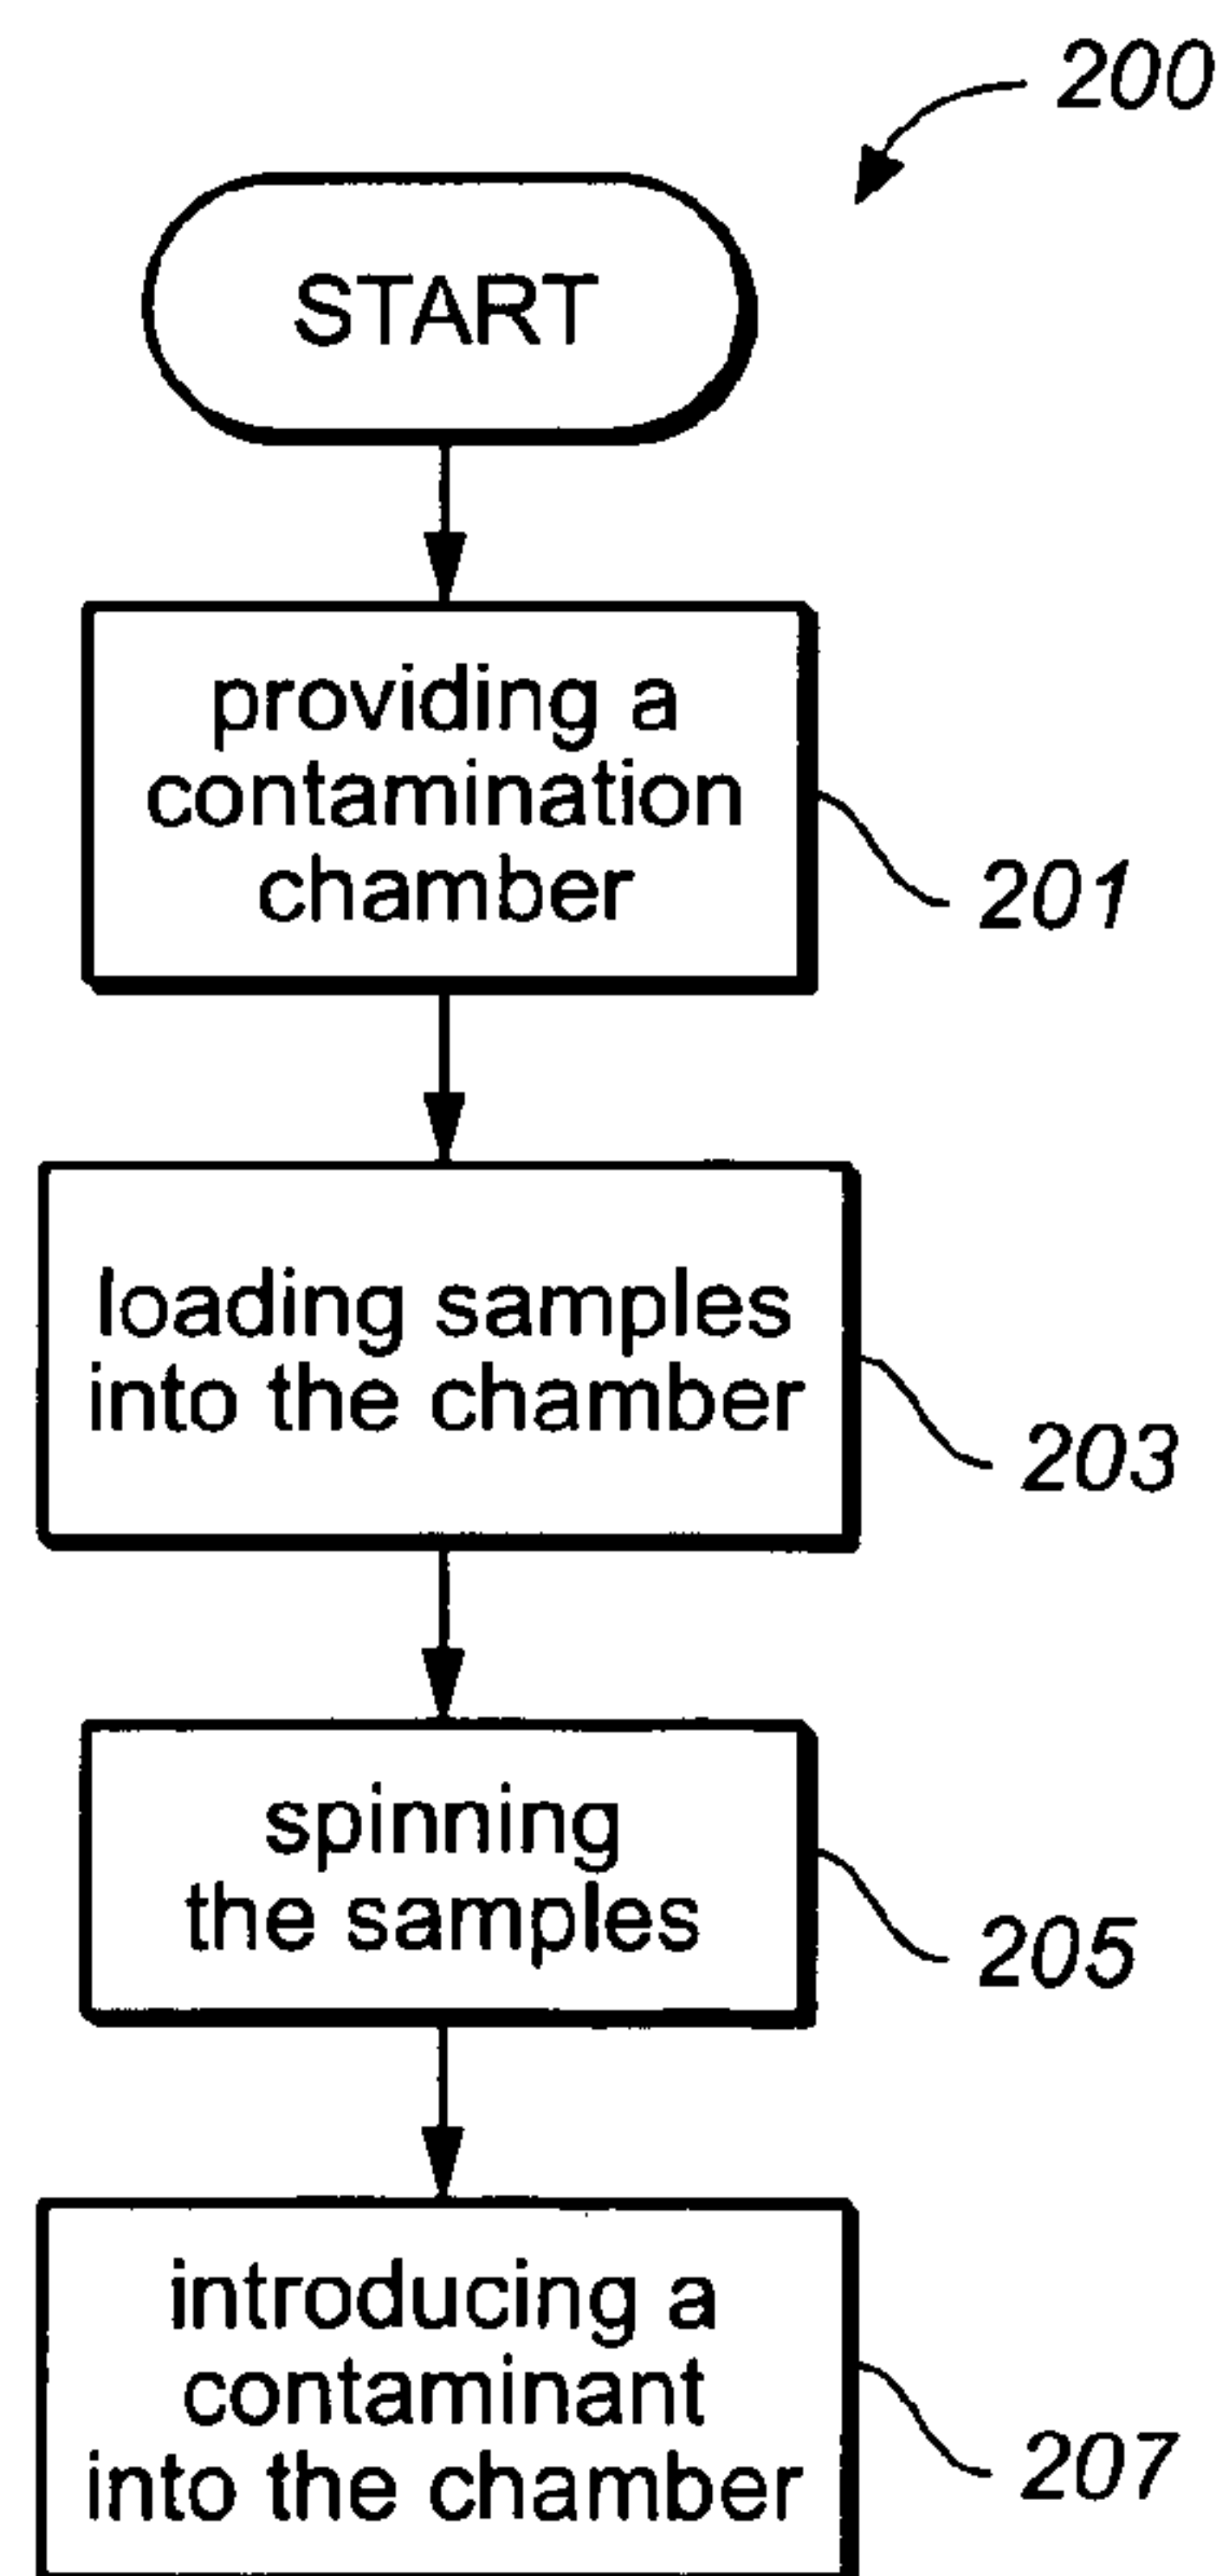 200
START
providing a
contamination
chamber
201
loading samples
into the chamber
203
spinning
the samples
205
introducing a
contaminant
into the chamber
207